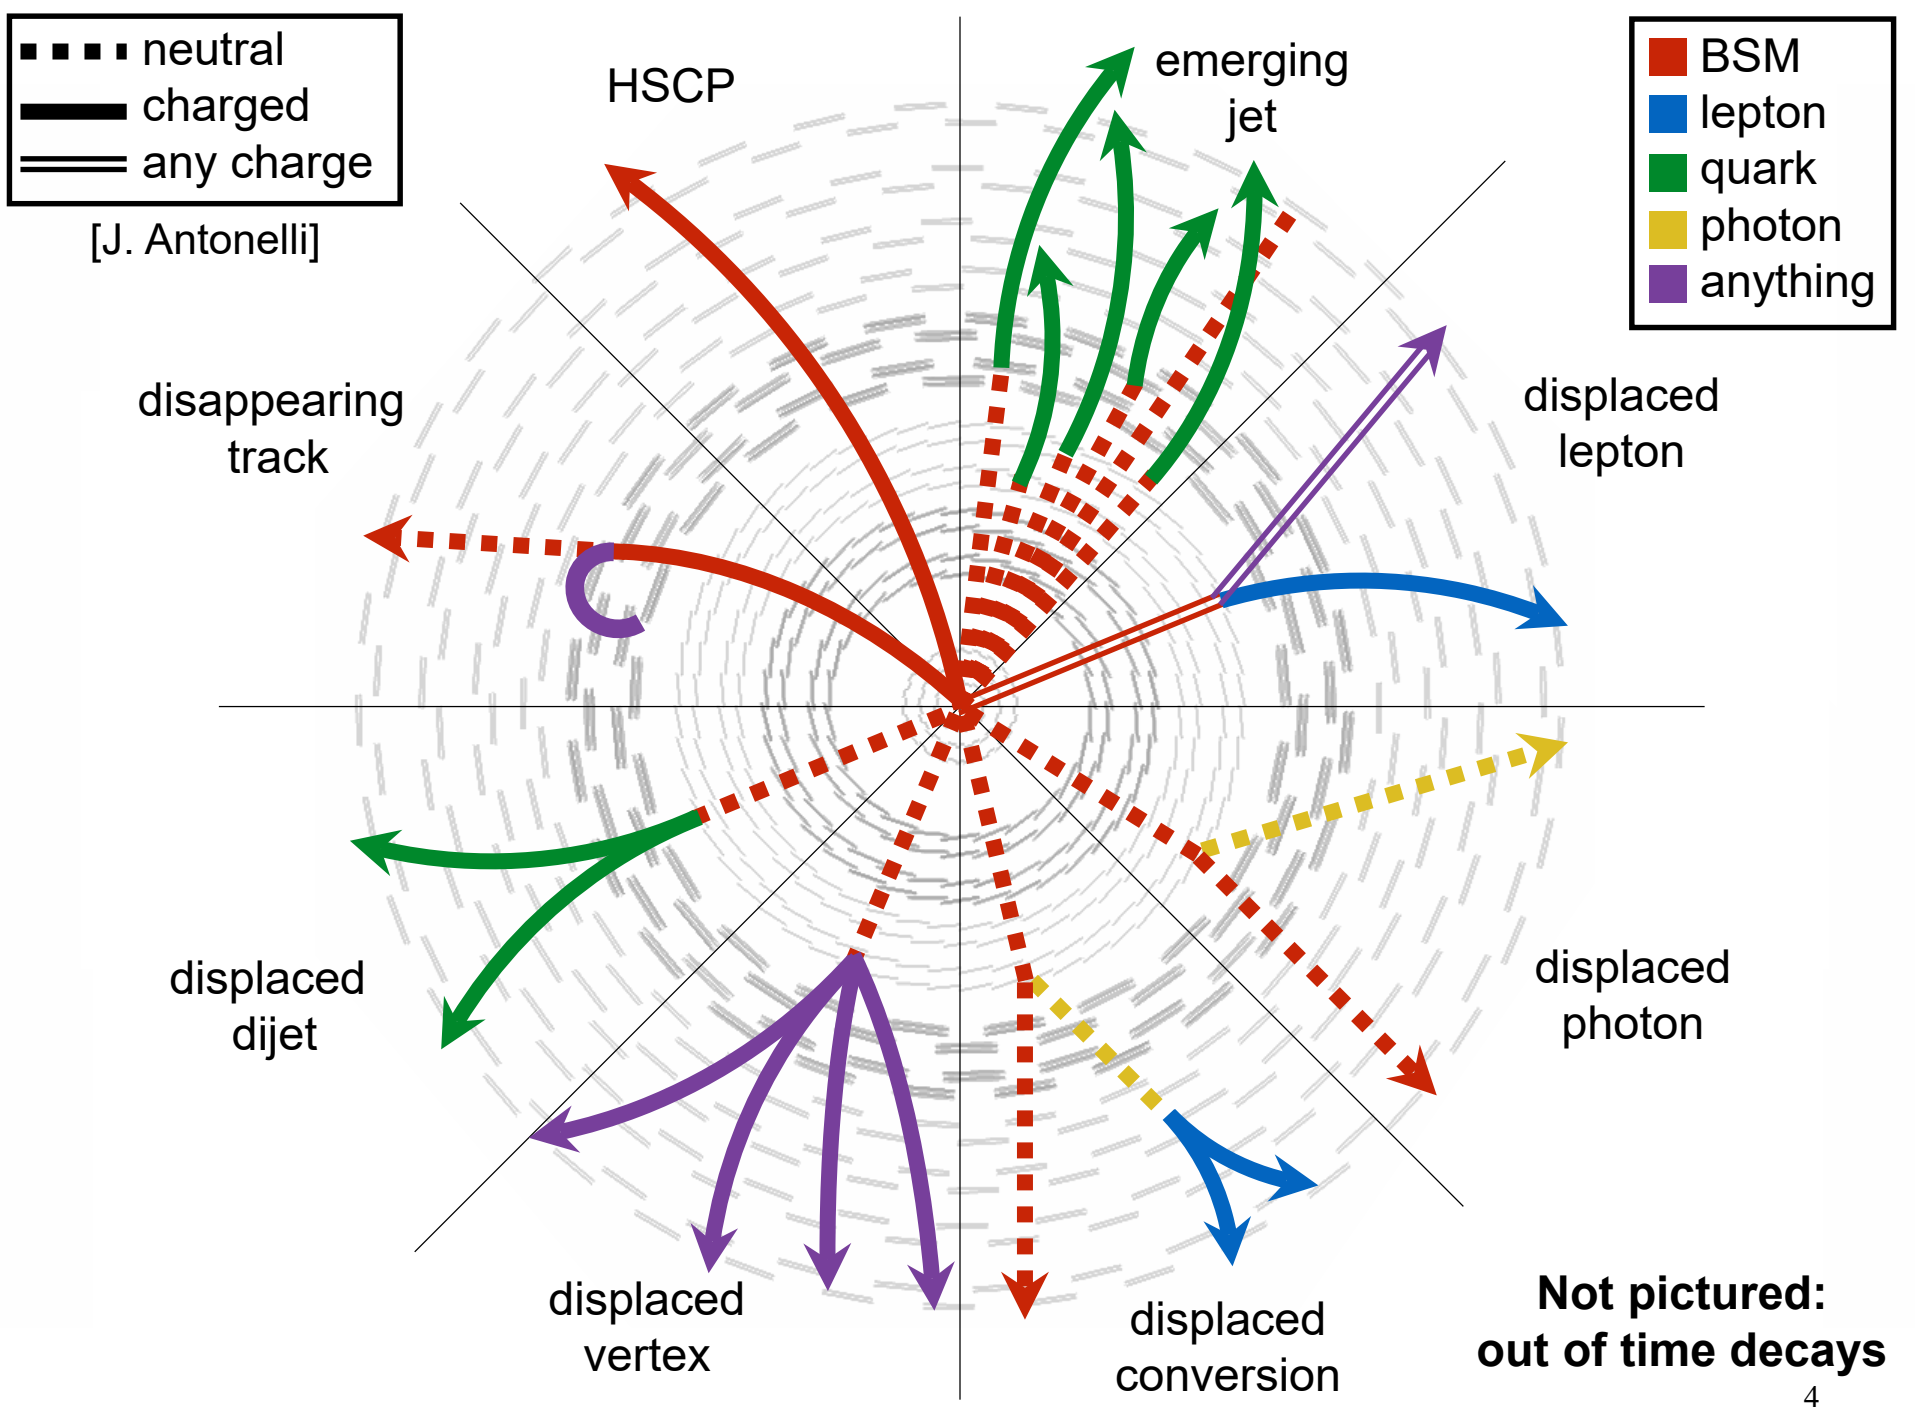 neutral
charged
any charge
[J. Antonelli]
HSCP
emerging
jet
BSM
lepton
quark
photon
anything
disappearing
track
displaced
lepton
displaced
dijet
displaced
photon
displaced
vertex
displaced
conversion
Not pictured:
out of time decays
4